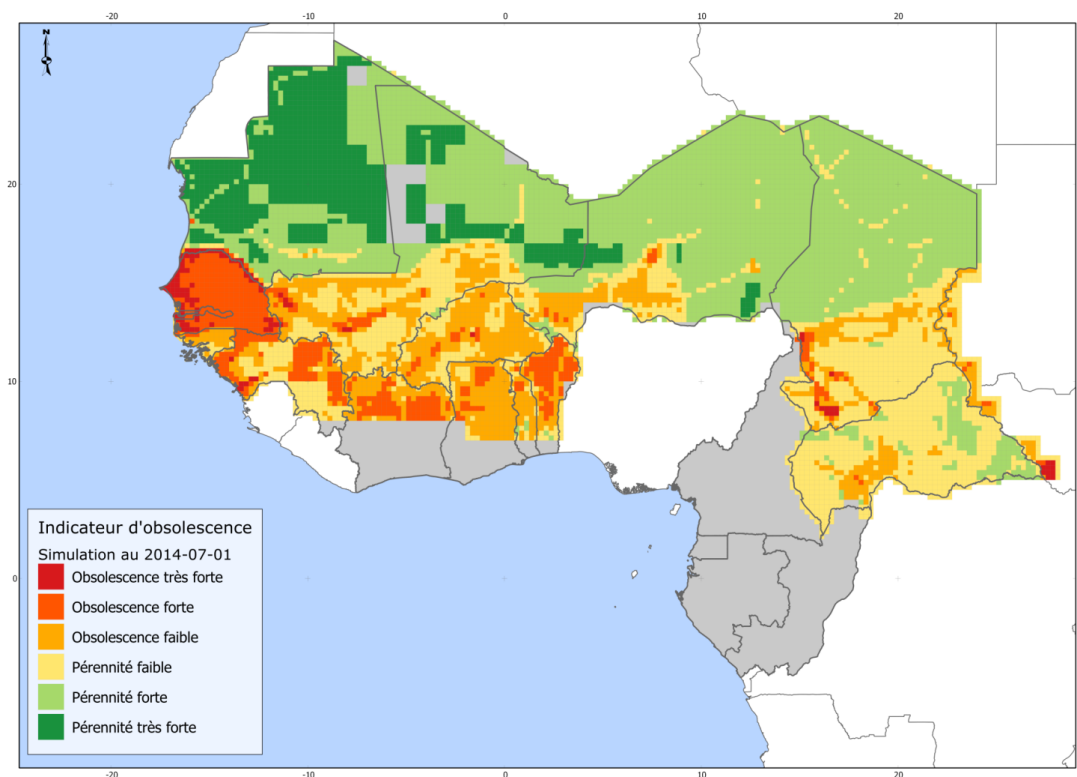 -20 -10 0 10 20
N
20
10
0
Indicateur d'obsolescence
Simulation au 2014-07-01
Obsolescence très forte
Obsolescence forte
Obsolescence faible
Pérennité faible
Pérennité forte
Pérennité très forte
-20 -10 0 10 20